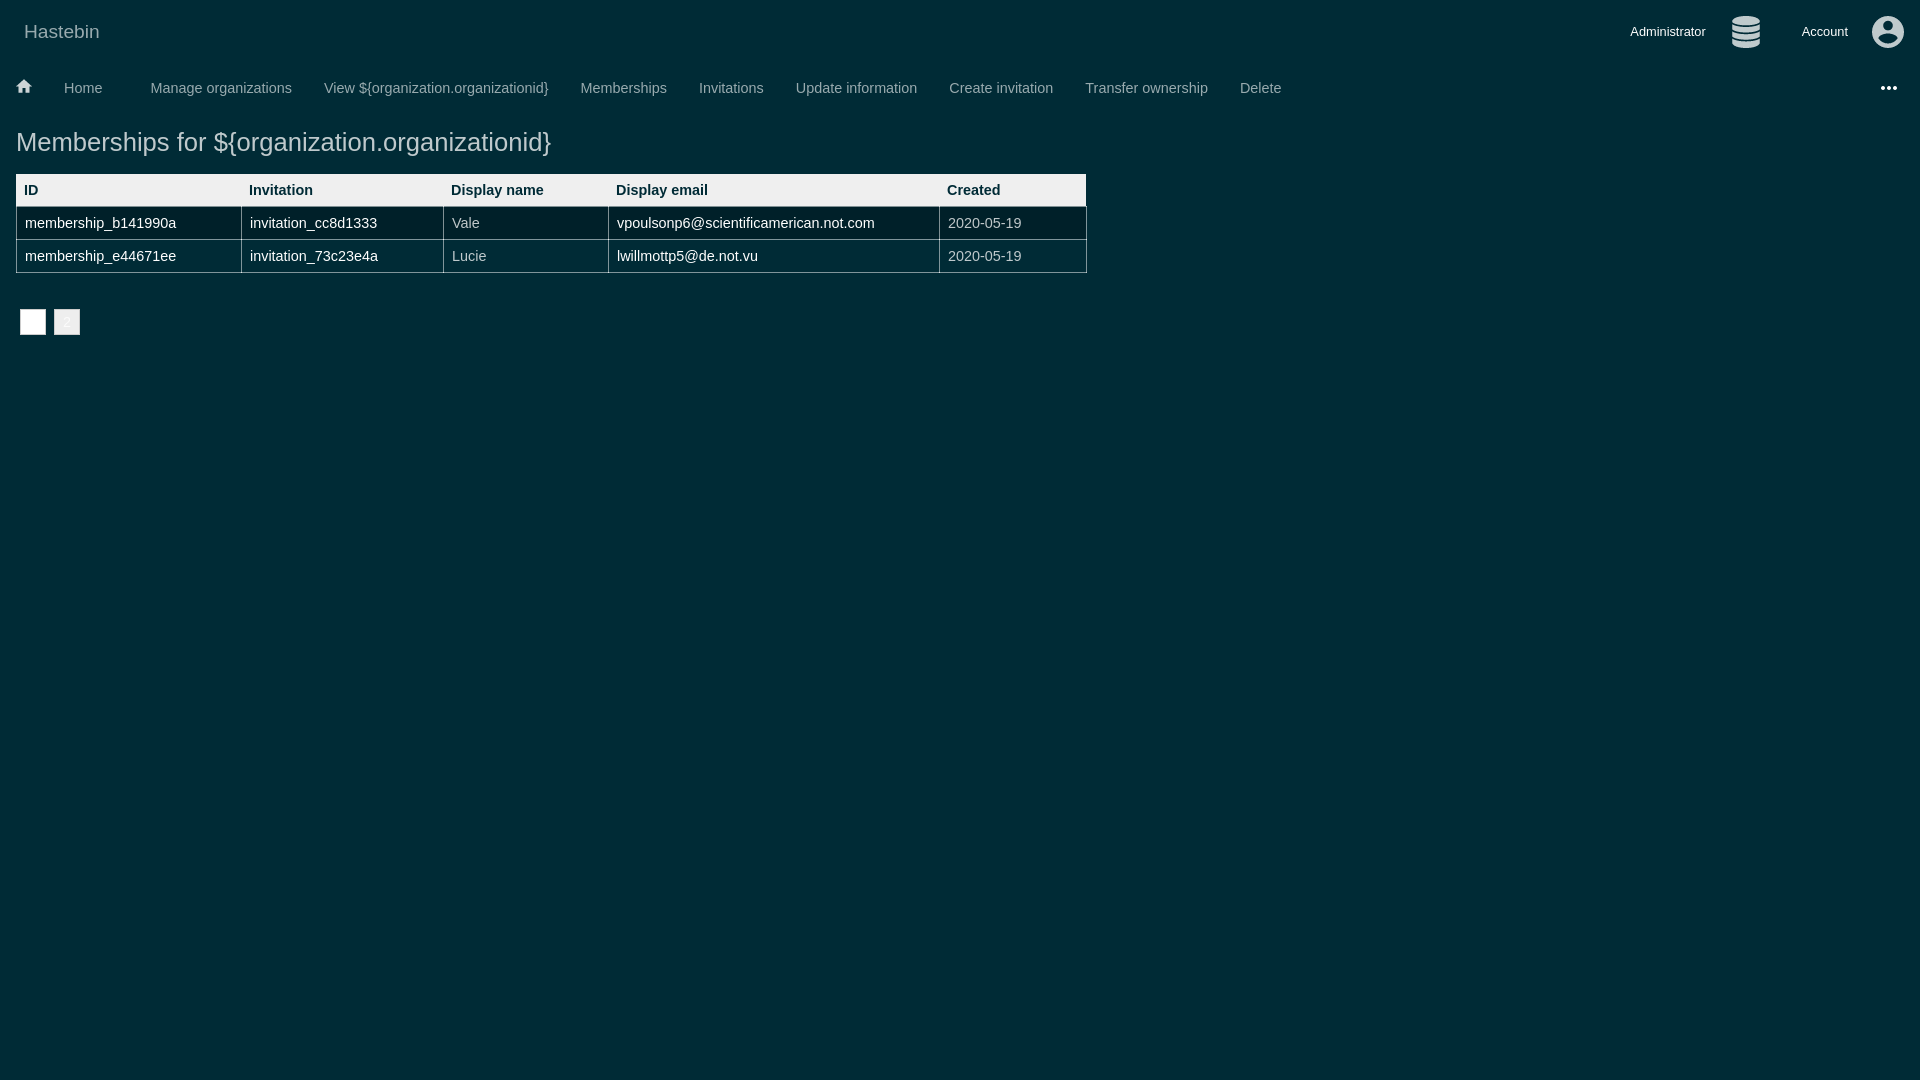 Hastebin
Administrator
Account
Home
Manage organizations
View ${organization.organizationid}
Memberships
Invitations
Update information
Create invitation
Transfer ownership
Delete
Memberships for ${organization.organizationid}
ID Invitation Display name Display email Created
membership_b141990a invitation_cc8d1333 Vale vpoulsonp6@scientificamerican.not.com 2020-05-19
membership_e44671ee invitation_73c23e4a Lucie lwillmottp5@de.not.vu 2020-05-19
2